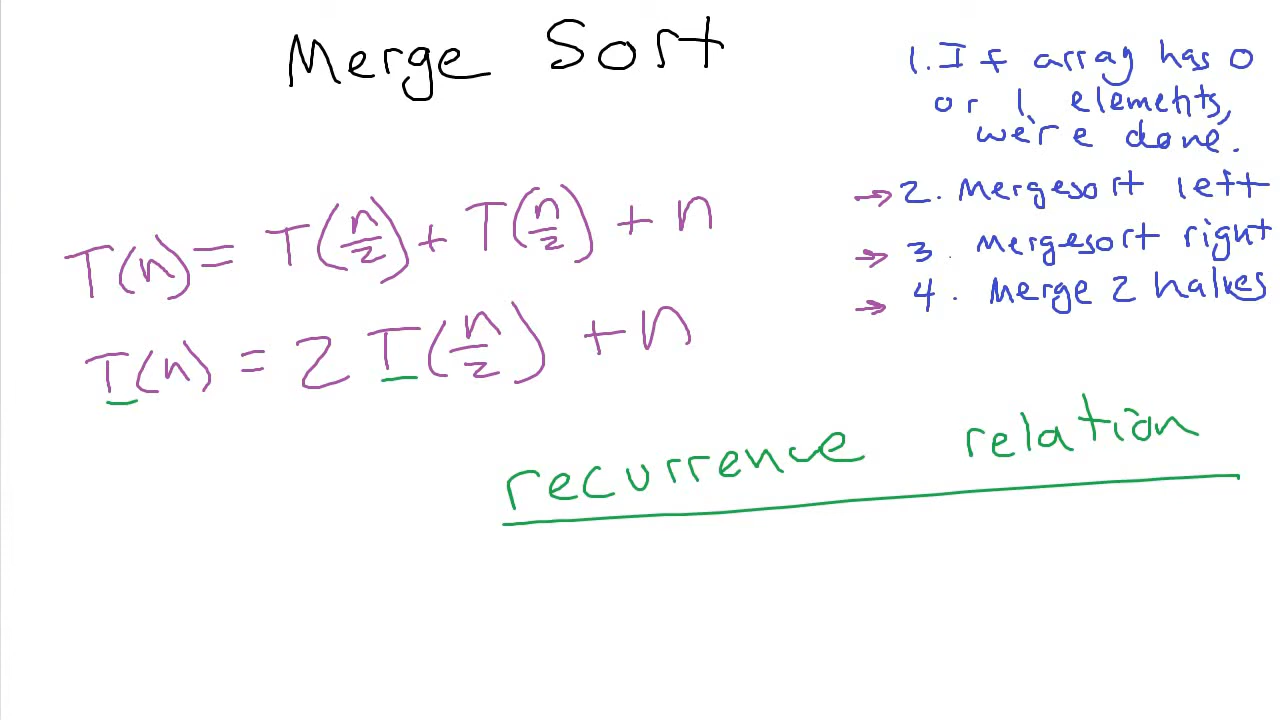 Merge Sort
1. If array has 0
or 1 elements,
we're done.
→ 2. Mergesort left
→ 3. Mergesort right
→ 4. Merge 2 halves
T(n) = T(n/2) + T(n/2) + n
T(n) = 2 T(n/2) + n
recurrence relation